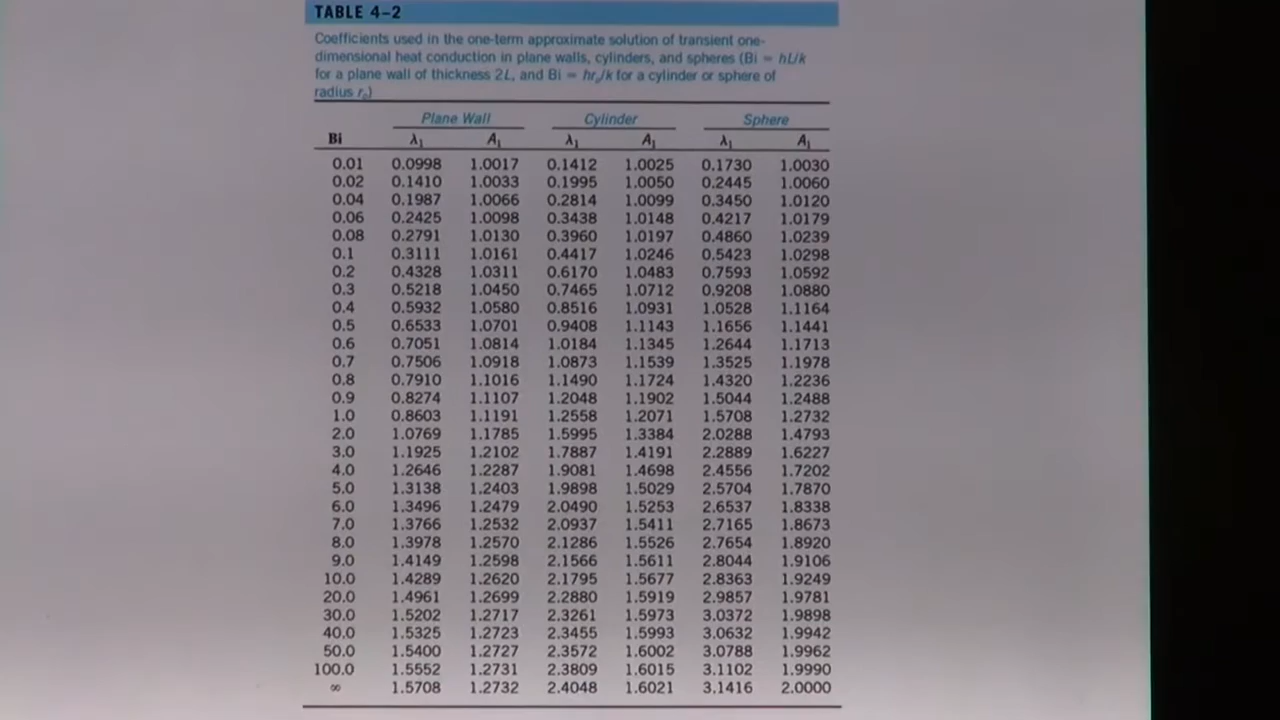 TABLE 4–2
Coefficients used in the one-term approximate solution of transient one-
dimensional heat conduction in plane walls, cylinders, and spheres (Bi = hL/k
for a plane wall of thickness 2L, and Bi = hrₒ/k for a cylinder or sphere of
radius rₒ)
Plane Wall Cylinder Sphere
Bi λ₁ A₁ λ₁ A₁ λ₁ A₁
0.01 0.0998 1.0017 0.1412 1.0025 0.1730 1.0030
0.02 0.1410 1.0033 0.1995 1.0050 0.2445 1.0060
0.04 0.1987 1.0066 0.2814 1.0099 0.3450 1.0120
0.06 0.2425 1.0098 0.3438 1.0148 0.4217 1.0179
0.08 0.2791 1.0130 0.3960 1.0197 0.4860 1.0239
0.1 0.3111 1.0161 0.4417 1.0246 0.5423 1.0298
0.2 0.4328 1.0311 0.6170 1.0483 0.7593 1.0592
0.3 0.5218 1.0450 0.7465 1.0712 0.9208 1.0880
0.4 0.5932 1.0580 0.8516 1.0931 1.0528 1.1164
0.5 0.6533 1.0701 0.9408 1.1143 1.1656 1.1441
0.6 0.7051 1.0814 1.0184 1.1345 1.2644 1.1713
0.7 0.7506 1.0918 1.0873 1.1539 1.3525 1.1978
0.8 0.7910 1.1016 1.1490 1.1724 1.4320 1.2236
0.9 0.8274 1.1107 1.2048 1.1902 1.5044 1.2488
1.0 0.8603 1.1191 1.2558 1.2071 1.5708 1.2732
2.0 1.0769 1.1785 1.5995 1.3384 2.0288 1.4793
3.0 1.1925 1.2102 1.7887 1.4191 2.2889 1.6227
4.0 1.2646 1.2287 1.9081 1.4698 2.4556 1.7202
5.0 1.3138 1.2403 1.9898 1.5029 2.5704 1.7870
6.0 1.3496 1.2479 2.0490 1.5253 2.6537 1.8338
7.0 1.3766 1.2532 2.0937 1.5411 2.7165 1.8673
8.0 1.3978 1.2570 2.1286 1.5526 2.7654 1.8920
9.0 1.4149 1.2598 2.1566 1.5611 2.8044 1.9106
10.0 1.4289 1.2620 2.1795 1.5677 2.8363 1.9249
20.0 1.4961 1.2699 2.2880 1.5919 2.9857 1.9781
30.0 1.5202 1.2717 2.3261 1.5973 3.0372 1.9898
40.0 1.5325 1.2723 2.3455 1.5993 3.0632 1.9942
50.0 1.5400 1.2727 2.3572 1.6002 3.0788 1.9962
100.0 1.5552 1.2731 2.3809 1.6015 3.1102 1.9990
∞ 1.5708 1.2732 2.4048 1.6021 3.1416 2.0000